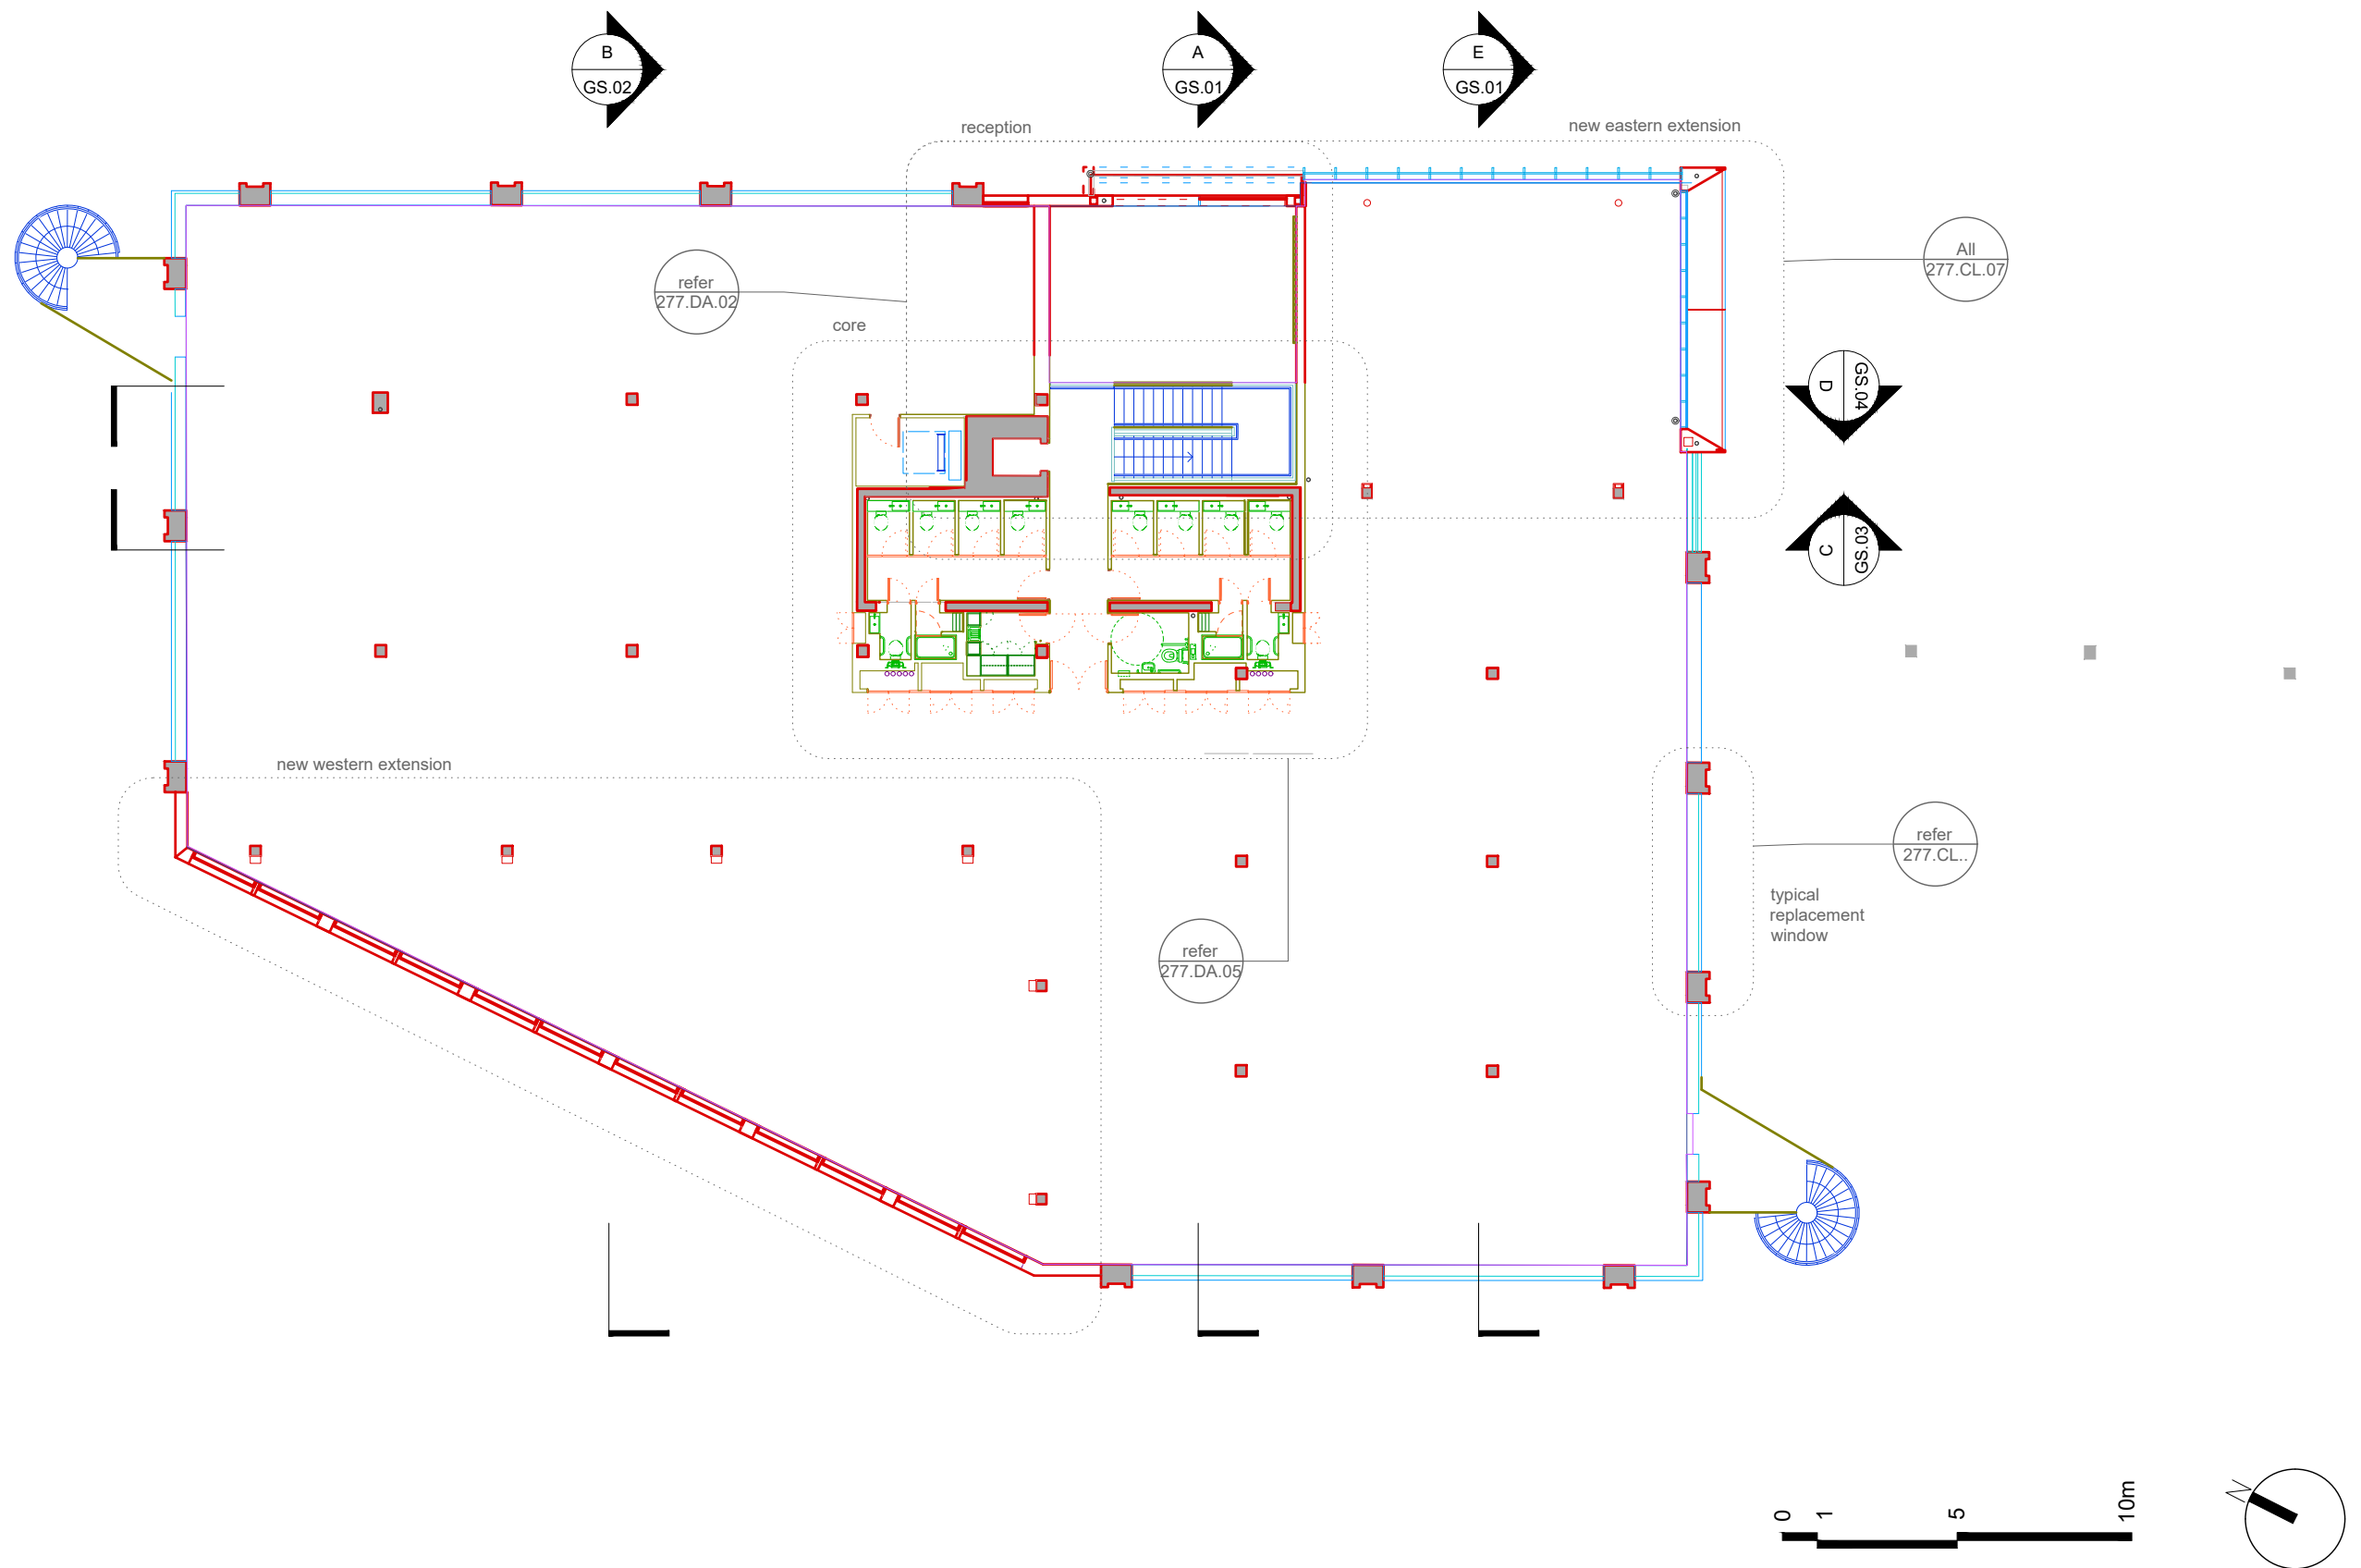 B
GS.02
A
GS.01
E
GS.01
reception
new eastern extension
All
277.CL.07
refer
277.DA.02
core
D
GS.04
C
GS.03
new western extension
refer
277.CL..
typical
replacement
window
refer
277.DA.05
0
1
5
10m
N